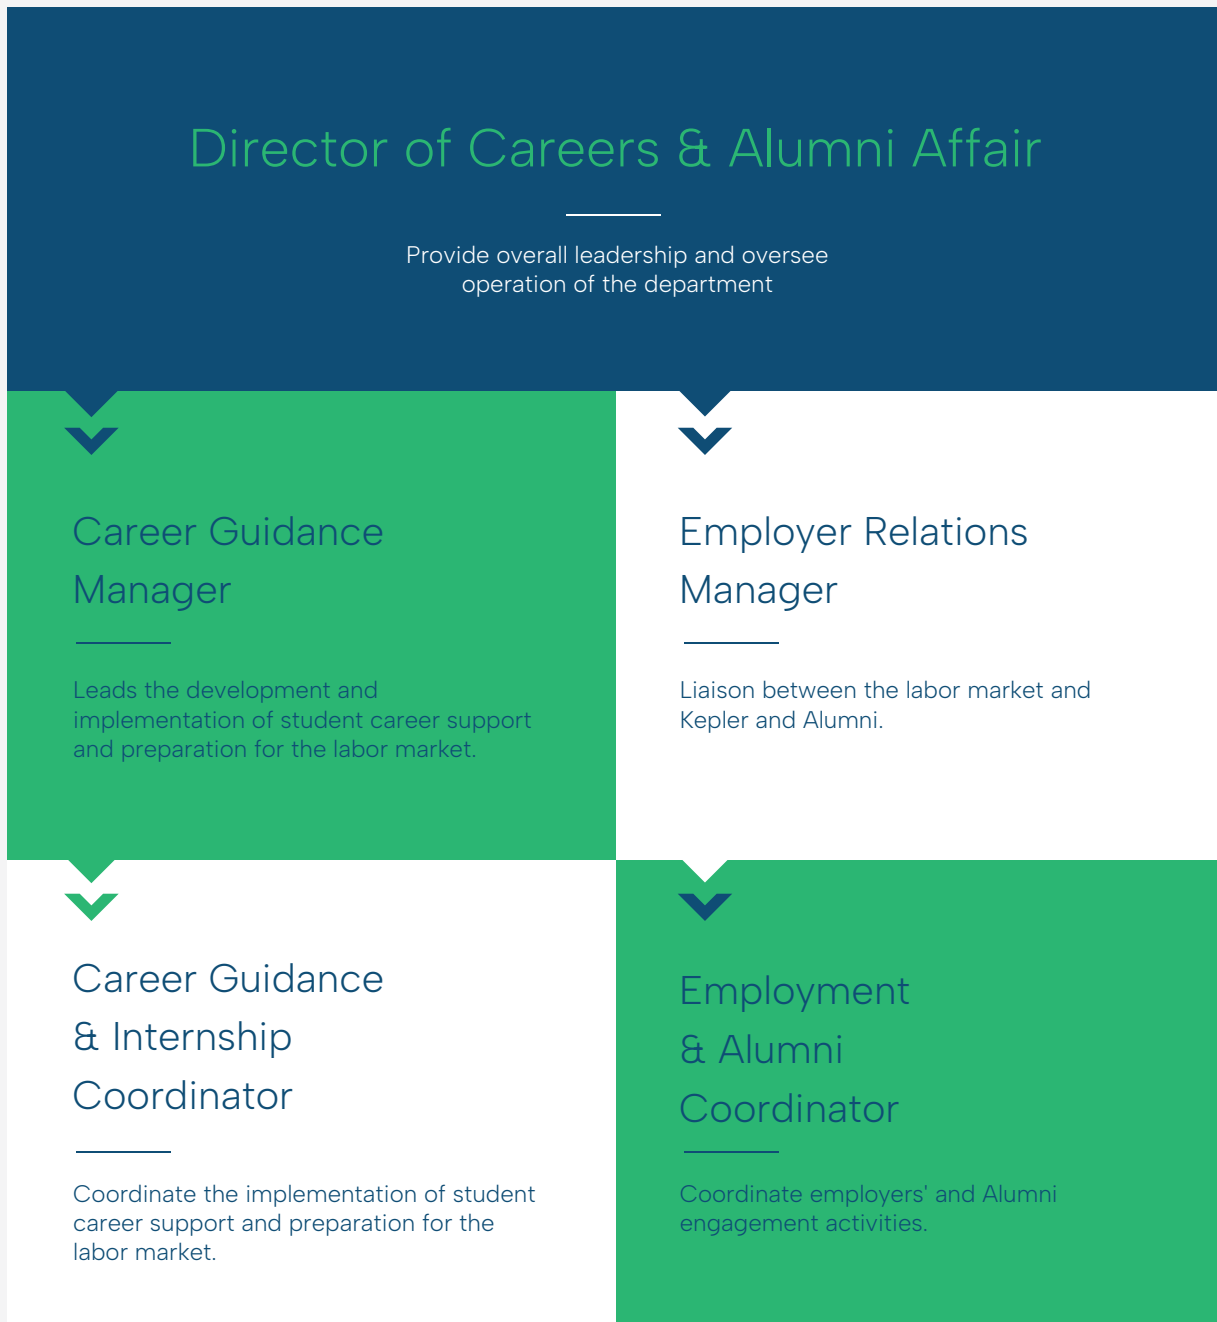 Director of Careers & Alumni Affair
Provide overall leadership and oversee
operation of the department
Career Guidance
Manager
Leads the development and
implementation of student career support
and preparation for the labor market.
Employer Relations
Manager
Liaison between the labor market and
Kepler and Alumni.
Career Guidance
& Internship
Coordinator
Coordinate the implementation of student
career support and preparation for the
labor market.
Employment
& Alumni
Coordinator
Coordinate employers' and Alumni
engagement activities.